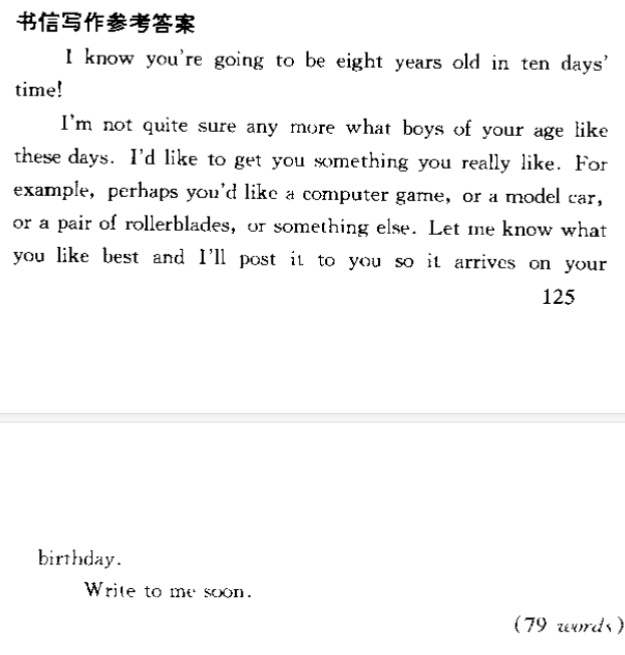 书信写作参考答案
I know you're going to be eight years old in ten days'
time!
I'm not quite sure any more what boys of your age like
these days. I'd like to get you something you really like. For
example, perhaps you'd like a computer game, or a model car,
or a pair of rollerblades, or something else. Let me know what
you like best and I'll post it to you so it arrives on your
125
birthday.
Write to me soon.
(79 words)